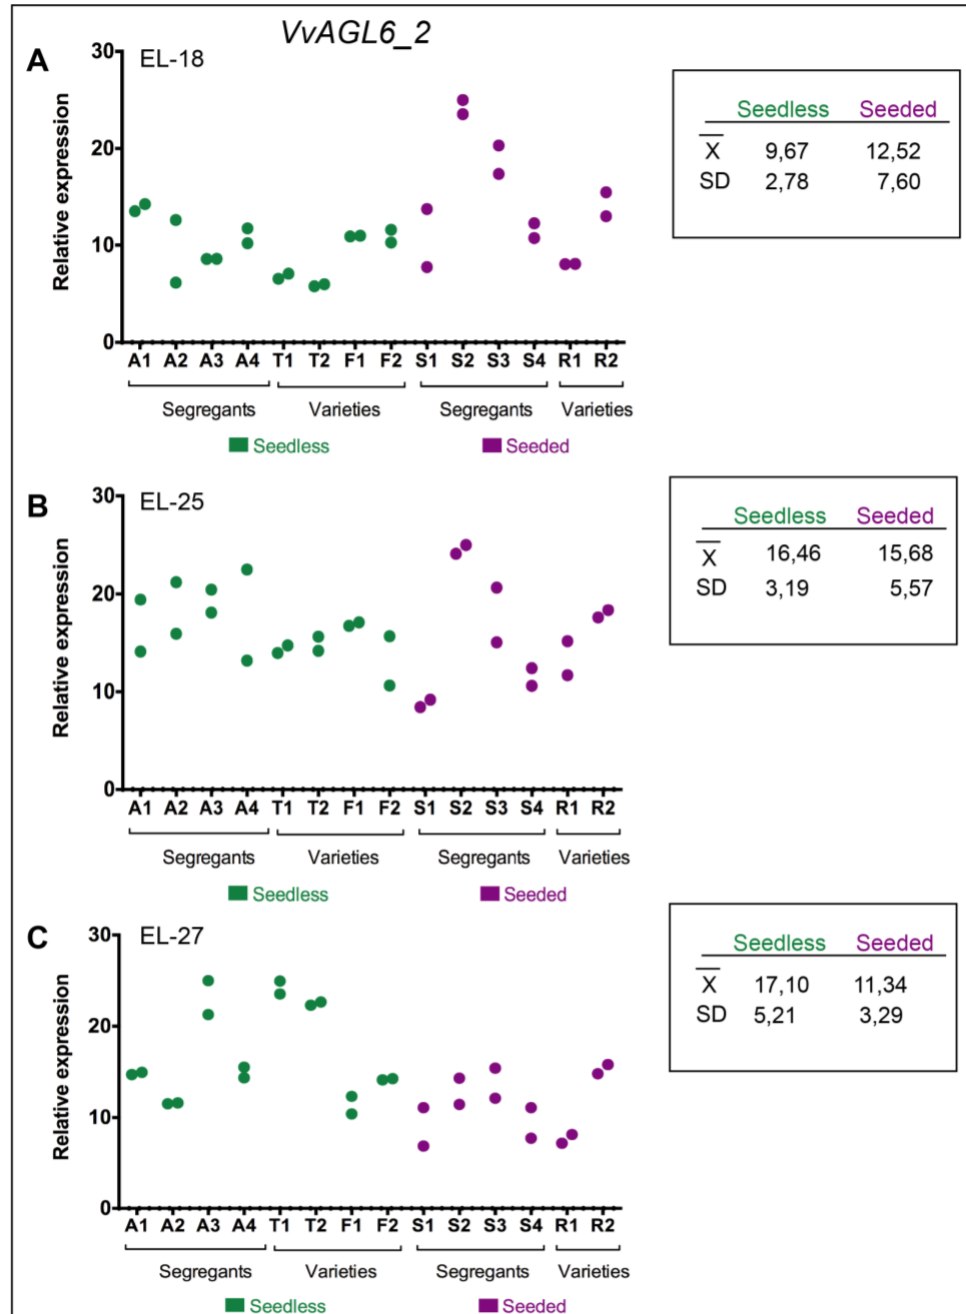 VvAGL6_2
A
EL-18
Relative expression
30
20
10
0
A1 A2 A3 A4 T1 T2 F1 F2 S1 S2 S3 S4 R1 R2
Segregants Varieties Segregants Varieties
Seedless Seeded
Seedless Seeded
X 9,67 12,52
SD 2,78 7,60
B
EL-25
Relative expression
30
20
10
0
A1 A2 A3 A4 T1 T2 F1 F2 S1 S2 S3 S4 R1 R2
Segregants Varieties Segregants Varieties
Seedless Seeded
Seedless Seeded
X 16,46 15,68
SD 3,19 5,57
C
EL-27
Relative expression
30
20
10
0
A1 A2 A3 A4 T1 T2 F1 F2 S1 S2 S3 S4 R1 R2
Segregants Varieties Segregants Varieties
Seedless Seeded
Seedless Seeded
X 17,10 11,34
SD 5,21 3,29